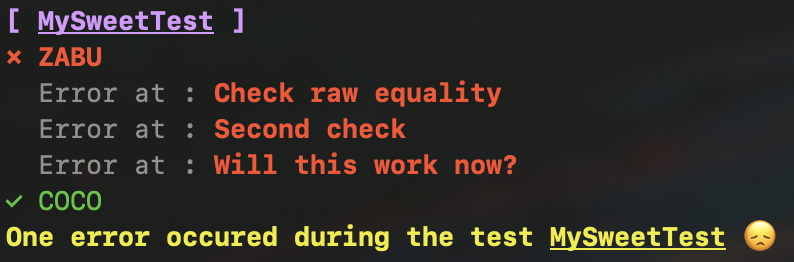 [ MySweetTest ]
× ZABU
Error at : Check raw equality
Error at : Second check
Error at : Will this work now?
✓ COCO
One error occured during the test MySweetTest 😞